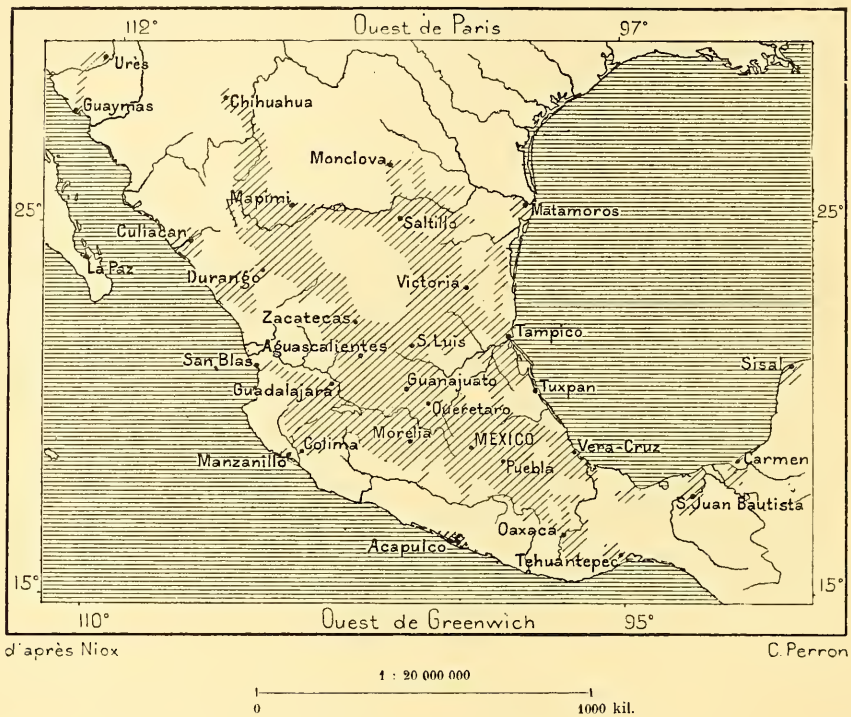 112° Ouest de Paris 97°
Urès
Guaymas
Chihuahua
Monclova
Mapimi
Saltillo
Matamoros
25° 25°
Culiacan
La Paz
Durango
Victoria
Zacatecas
Tampico
Aguascalientes
S. Luis
San Blas
Sisal
Guadalajara
Guanajuato
Tuxpan
Queretaro
Morelia
MEXICO
Colima
Manzanillo
Vera-Cruz
Puebla
Carmen
S. Juan Bautista
Oaxaca
Acapulco
Tehuantepec
15° 15°
110° Ouest de Greenwich 95°
d'après Niox C. Perron
1 : 20 000 000
0 1000 kil.